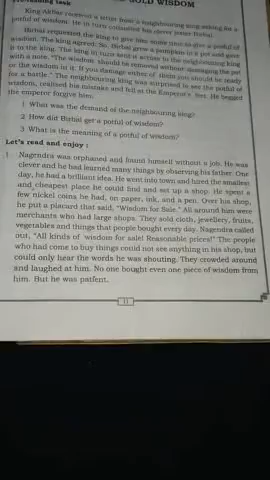 GOLD WISDOM
task
King Akbar received a letter from a neighbouring king asking for a
potful of wisdom. He in turn consulted his clever junior Birbal.
Birbal requested the king to give him some time to give a potful of
wisdom. The king agreed. So, Birbal grew a pumpkin in a pot and gave
it to the king. The king in turn sent it to the neighbouring king
with a note, "The wisdom should be removed without damaging the pot
or the wisdom in it. If you damage either of them you should be ready
for a battle." The neighbouring king was surprised to see the potful of
wisdom, realised his mistake and fell at the Emperor's feet. He begged
the emperor forgive him.
1 What was the demand of the neighbouring king?
2 How did Birbal get a potful of wisdom?
3 What is the meaning of a potful of wisdom?
Let's read and enjoy :
1 Nagendra was orphaned and found himself without a job. He was
clever and he had learned many things by observing his father. One
day, he had a brilliant idea. He went into town and hired the smallest
and cheapest place he could find and set up a shop. He spent a
few nickel coins he had, on paper, ink, and a pen. Over his shop,
he put a placard that said, "Wisdom for Sale." All around him were
merchants who had large shops. They sold cloth, jewellery, fruits,
vegetables and things that people bought every day. Nagendra called
out, "All kinds of wisdom for sale! Reasonable prices!" The people
who had come to buy things could not see anything in his shop, but
could only hear the words he was shouting. They crowded around
and laughed at him. No one bought even one piece of wisdom from
him. But he was patient.
11